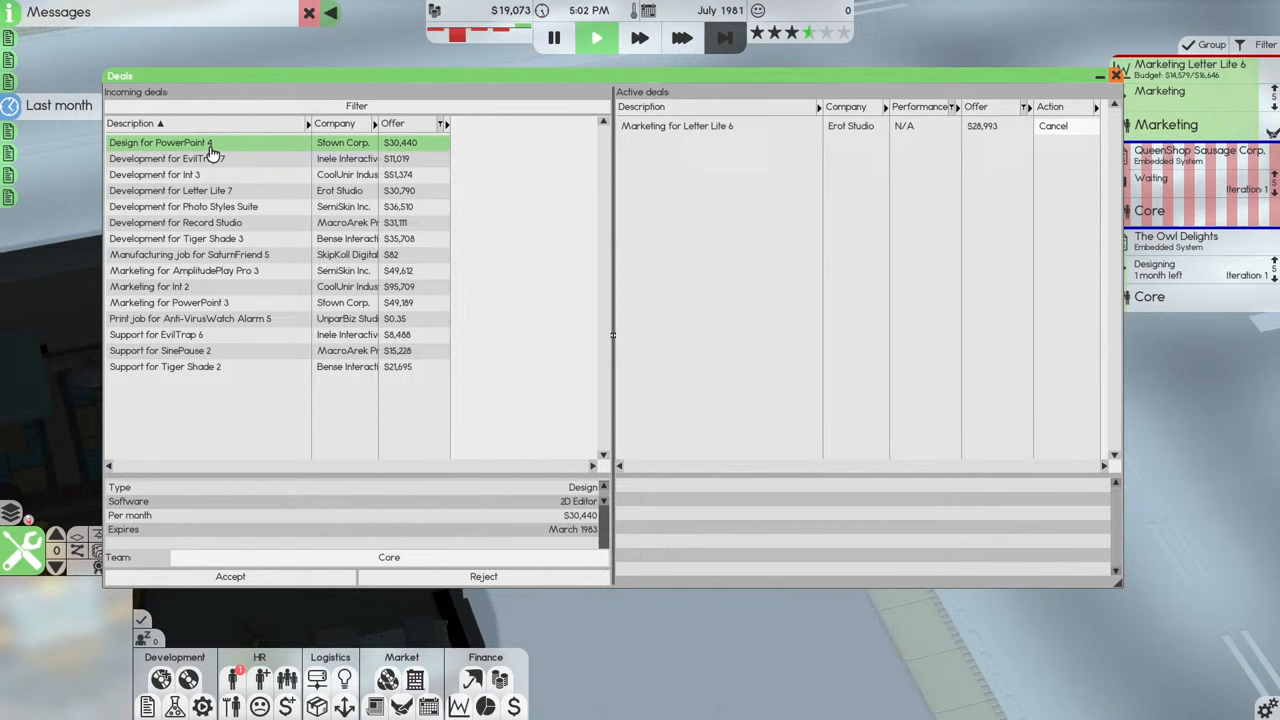 Messages
Last month
$19,073
5:02 PM
July 1981
0
Group
Filter
Marketing Letter Lite 6
Budget: $14,579/$16,646
Marketing
5
Marketing
QueenShop Sausage Corp.
Embedded System
Waiting
Iteration 1
5
Core
The Owl Delights
Embedded System
Designing
1 month left
Iteration 1
5
Core
Deals
Incoming deals:
Filter
Description Company Offer
Design for PowerPoint 4 Stown Corp. $30,440
Development for EvilTrap 7 Inele Interactiv $11,019
Development for Int 3 CoolUnir Indus $51,374
Development for Letter Lite 7 Erot Studio $30,790
Development for Photo Styles Suite SemiSkin Inc. $36,510
Development for Record Studio MacroArek Pr $31,111
Development for Tiger Shade 3 Bense Interacti $35,708
Manufacturing job for SaturnFriend 5 SkipKoll Digital $82
Marketing for AmplitudePlay Pro 3 SemiSkin Inc. $49,612
Marketing for Int 2 CoolUnir Indus $95,709
Marketing for PowerPoint 3 Stown Corp. $49,189
Print job for Anti-VirusWatch Alarm 5 UnparBiz Studi $0.35
Support for EvilTrap 6 Inele Interactiv $8,488
Support for SinePause 2 MacroArek Pr $15,228
Support for Tiger Shade 2 Bense Interacti $21,695
Type Design
Software 2D Editor
Per month $30,440
Expires March 1983
Team: Core
Accept Reject
Active deals:
Description Company Performance Offer Action
Marketing for Letter Lite 6 Erot Studio N/A $28,993 Cancel
0
0
Development HR Logistics Market Finance
1